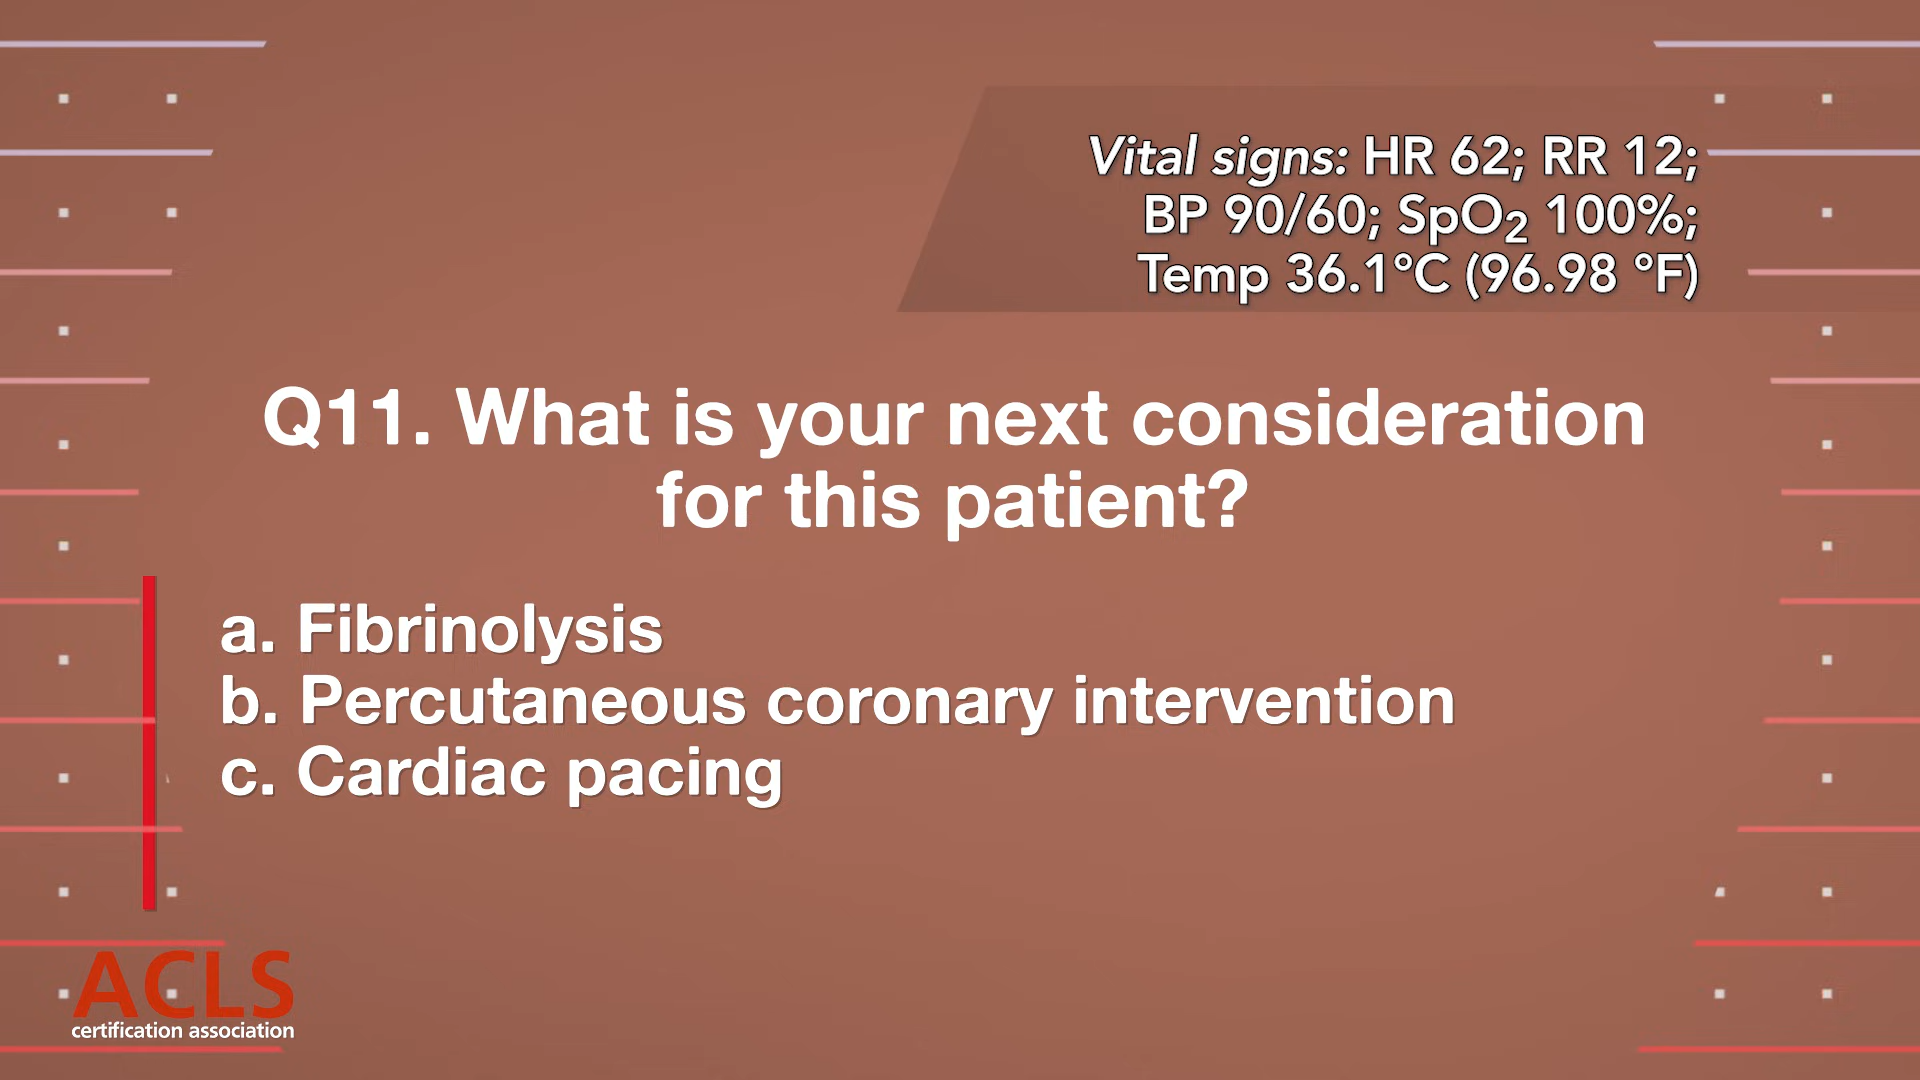 Vital signs: HR 62; RR 12;
BP 90/60; SpO₂ 100%;
Temp 36.1°C (96.98 °F)
Q11. What is your next consideration
for this patient?
a. Fibrinolysis
b. Percutaneous coronary intervention
c. Cardiac pacing
ACLS
certification association